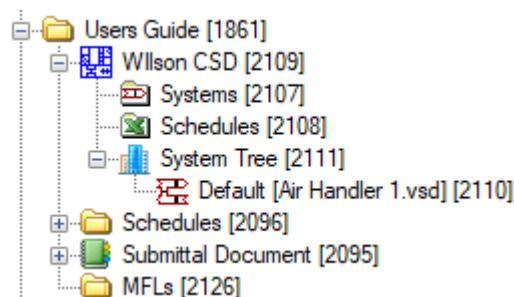 Users Guide [1861]
WIlson CSD [2109]
Systems [2107]
Schedules [2108]
System Tree [2111]
Default [Air Handler 1.vsd] [2110]
Schedules [2096]
Submittal Document [2095]
MFLs [2126]